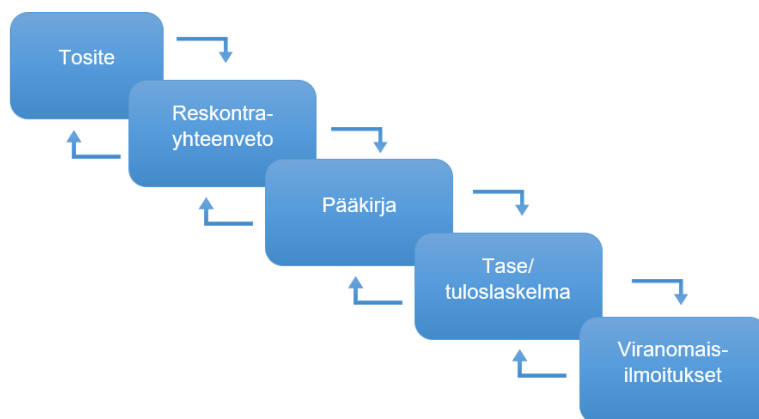 Tosite
Reskontra-
yhteenveto
Pääkirja
Tase/
tuloslaskelma
Viranomais-
ilmoitukset